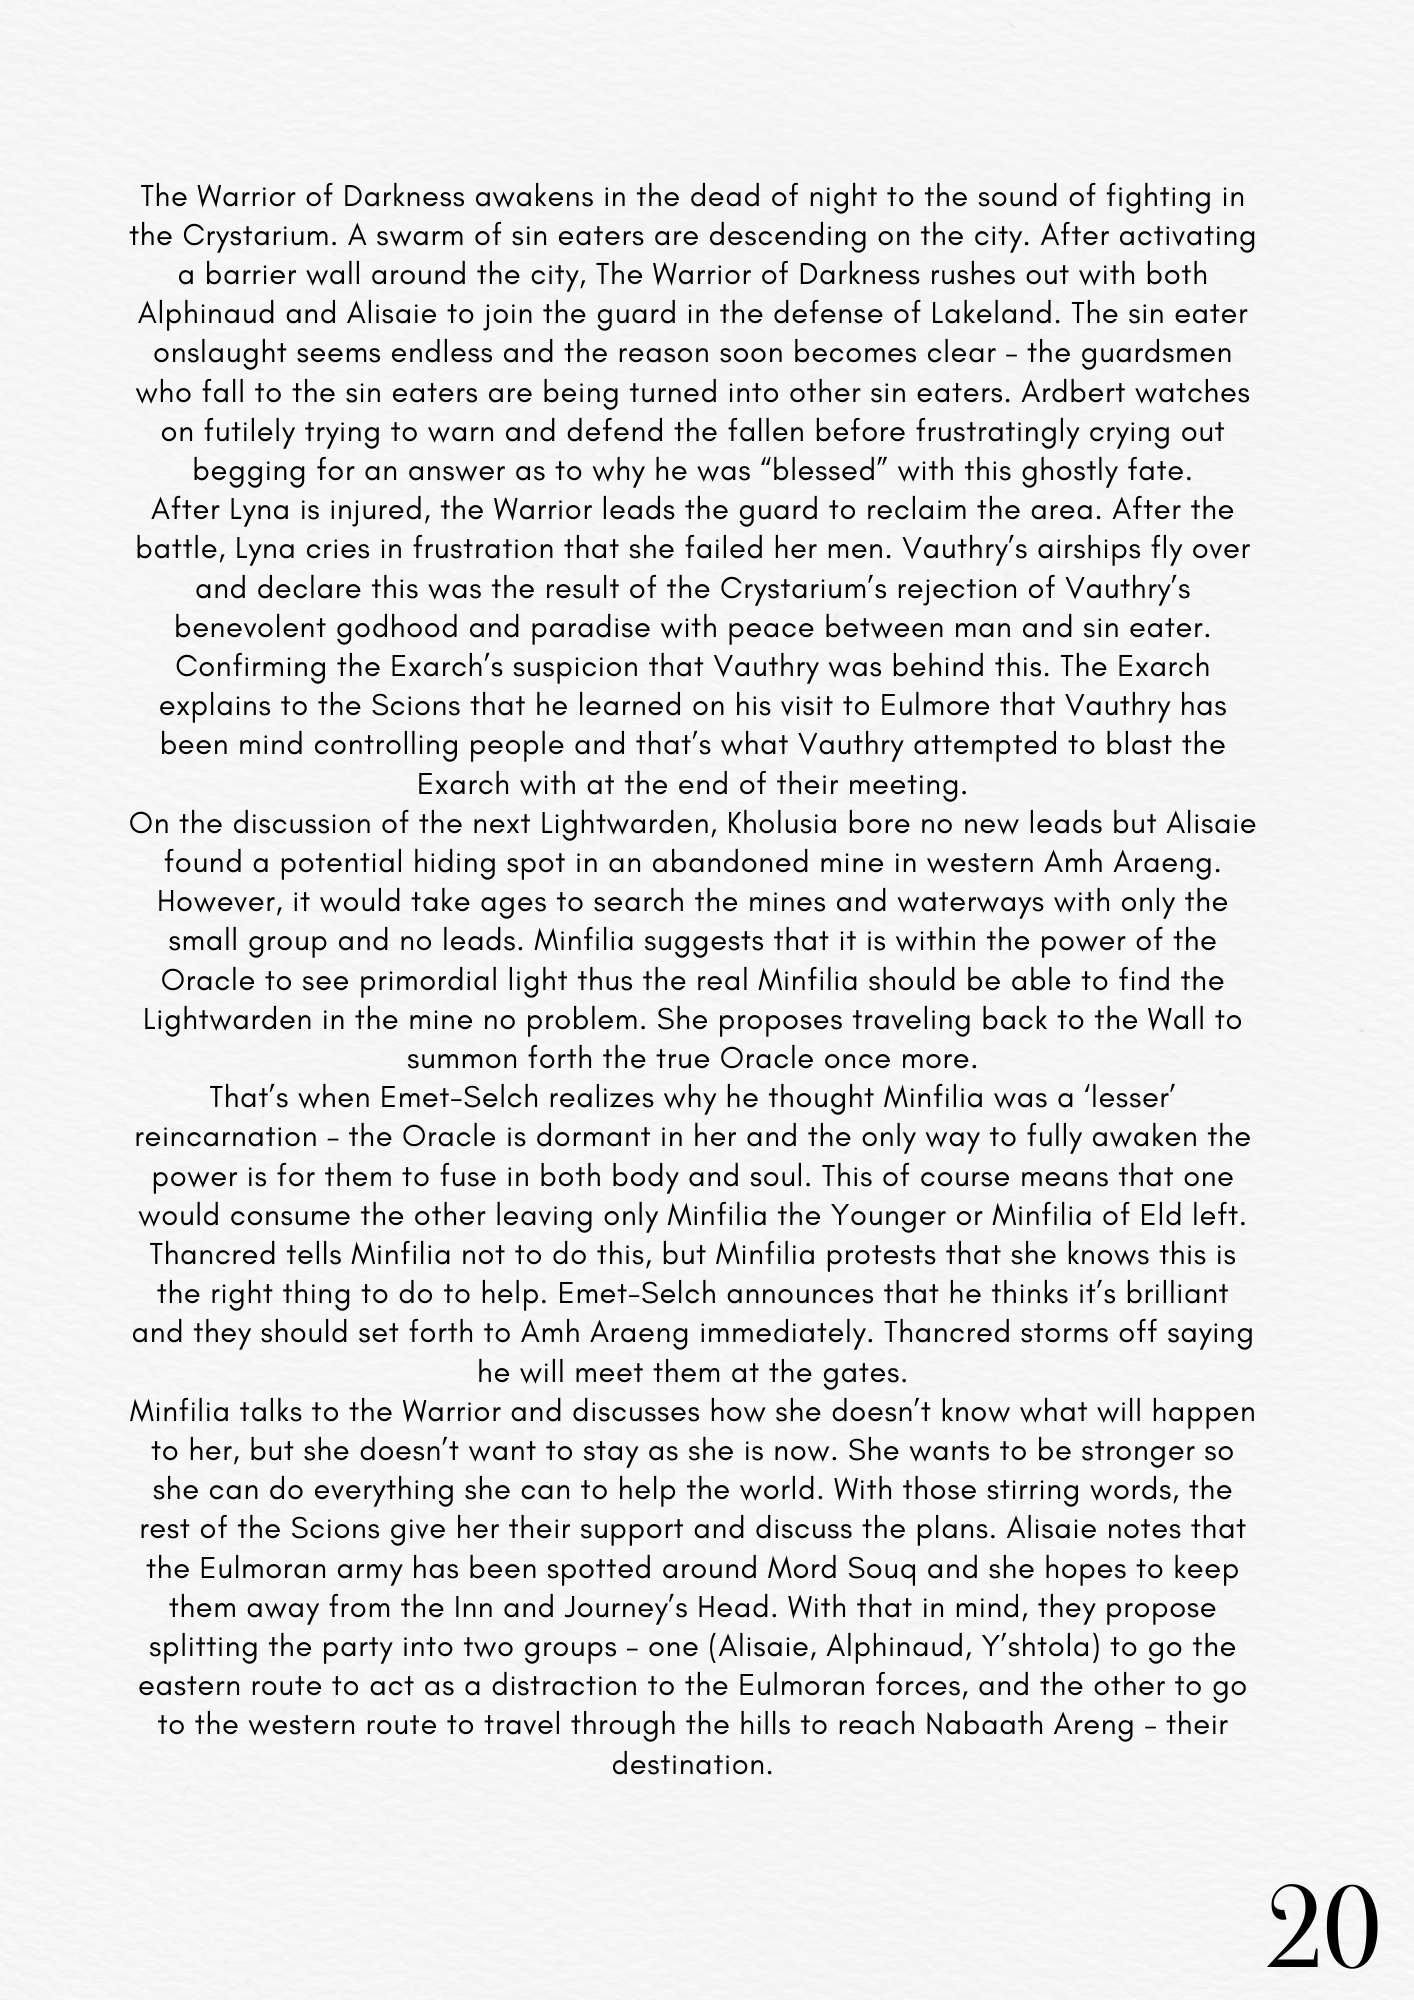 The Warrior of Darkness awakens in the dead of night to the sound of fighting in
the Crystarium. A swarm of sin eaters are descending on the city. After activating
a barrier wall around the city, The Warrior of Darkness rushes out with both
Alphinaud and Alisaie to join the guard in the defense of Lakeland. The sin eater
onslaught seems endless and the reason soon becomes clear – the guardsmen
who fall to the sin eaters are being turned into other sin eaters. Ardbert watches
on futilely trying to warn and defend the fallen before frustratingly crying out
begging for an answer as to why he was “blessed” with this ghostly fate.
After Lyna is injured, the Warrior leads the guard to reclaim the area. After the
battle, Lyna cries in frustration that she failed her men. Vauthry’s airships fly over
and declare this was the result of the Crystarium’s rejection of Vauthry’s
benevolent godhood and paradise with peace between man and sin eater.
Confirming the Exarch’s suspicion that Vauthry was behind this. The Exarch
explains to the Scions that he learned on his visit to Eulmore that Vauthry has
been mind controlling people and that’s what Vauthry attempted to blast the
Exarch with at the end of their meeting.
On the discussion of the next Lightwarden, Kholusia bore no new leads but Alisaie
found a potential hiding spot in an abandoned mine in western Amh Araeng.
However, it would take ages to search the mines and waterways with only the
small group and no leads. Minfilia suggests that it is within the power of the
Oracle to see primordial light thus the real Minfilia should be able to find the
Lightwarden in the mine no problem. She proposes traveling back to the Wall to
summon forth the true Oracle once more.
That’s when Emet-Selch realizes why he thought Minfilia was a ‘lesser’
reincarnation – the Oracle is dormant in her and the only way to fully awaken the
power is for them to fuse in both body and soul. This of course means that one
would consume the other leaving only Minfilia the Younger or Minfilia of Eld left.
Thancred tells Minfilia not to do this, but Minfilia protests that she knows this is
the right thing to do to help. Emet-Selch announces that he thinks it’s brilliant
and they should set forth to Amh Araeng immediately. Thancred storms off saying
he will meet them at the gates.
Minfilia talks to the Warrior and discusses how she doesn’t know what will happen
to her, but she doesn’t want to stay as she is now. She wants to be stronger so
she can do everything she can to help the world. With those stirring words, the
rest of the Scions give her their support and discuss the plans. Alisaie notes that
the Eulmoran army has been spotted around Mord Souq and she hopes to keep
them away from the Inn and Journey’s Head. With that in mind, they propose
splitting the party into two groups – one (Alisaie, Alphinaud, Y’shtola) to go the
eastern route to act as a distraction to the Eulmoran forces, and the other to go
to the western route to travel through the hills to reach Nabaath Areng – their
destination.
20